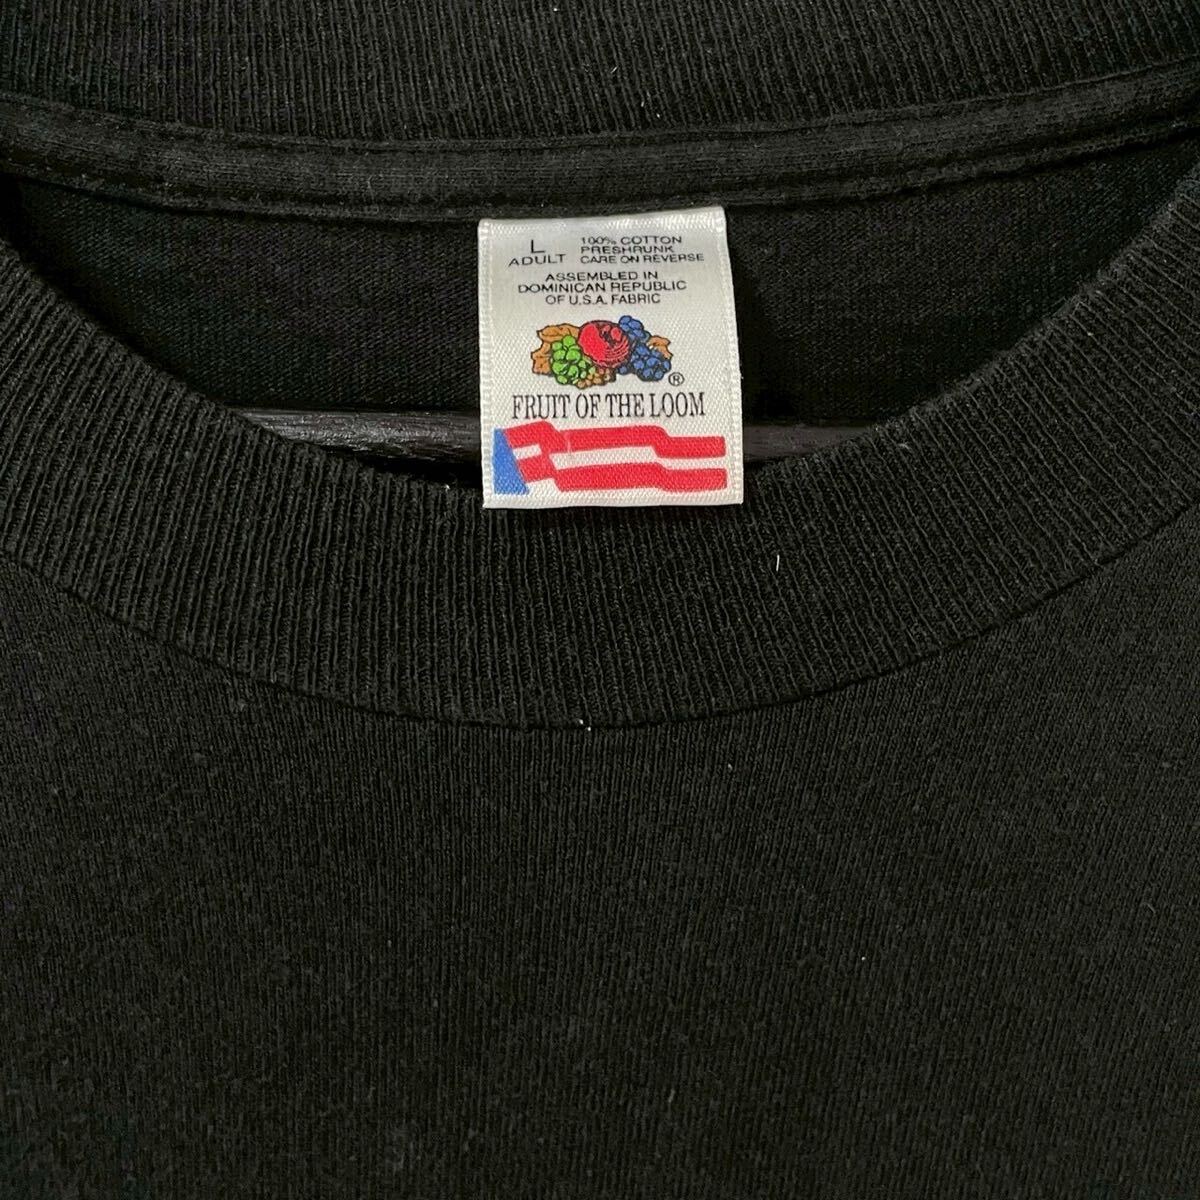 L
ADULT
100% COTTON
PRESHRUNK
CARE ON REVERSE
ASSEMBLED IN
DOMINICAN REPUBLIC
OF U.S.A. FABRIC
®
FRUIT OF THE LOOM